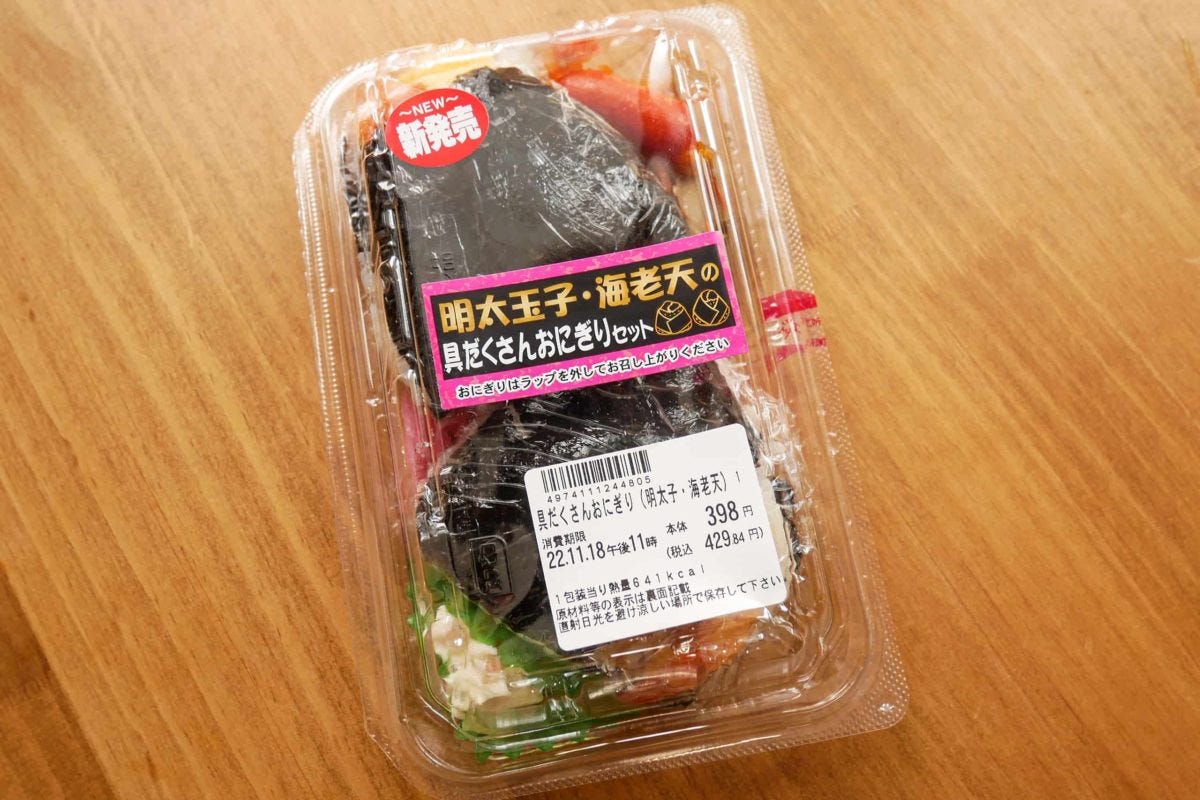 ～NEW～
新発売
明太玉子・海老天の
具だくさんおにぎりセット
おにぎりはラップを外してお召し上がりください
4974111244805
具だくさんおにぎり（明太子・海老天）1
消費期限
22.11.18午後11時
本体 398円
(税込 429.84円)
1包装当り熱量641kcal
原材料等の表示は裏面記載
直射日光を避け涼しい場所で保存して下さい